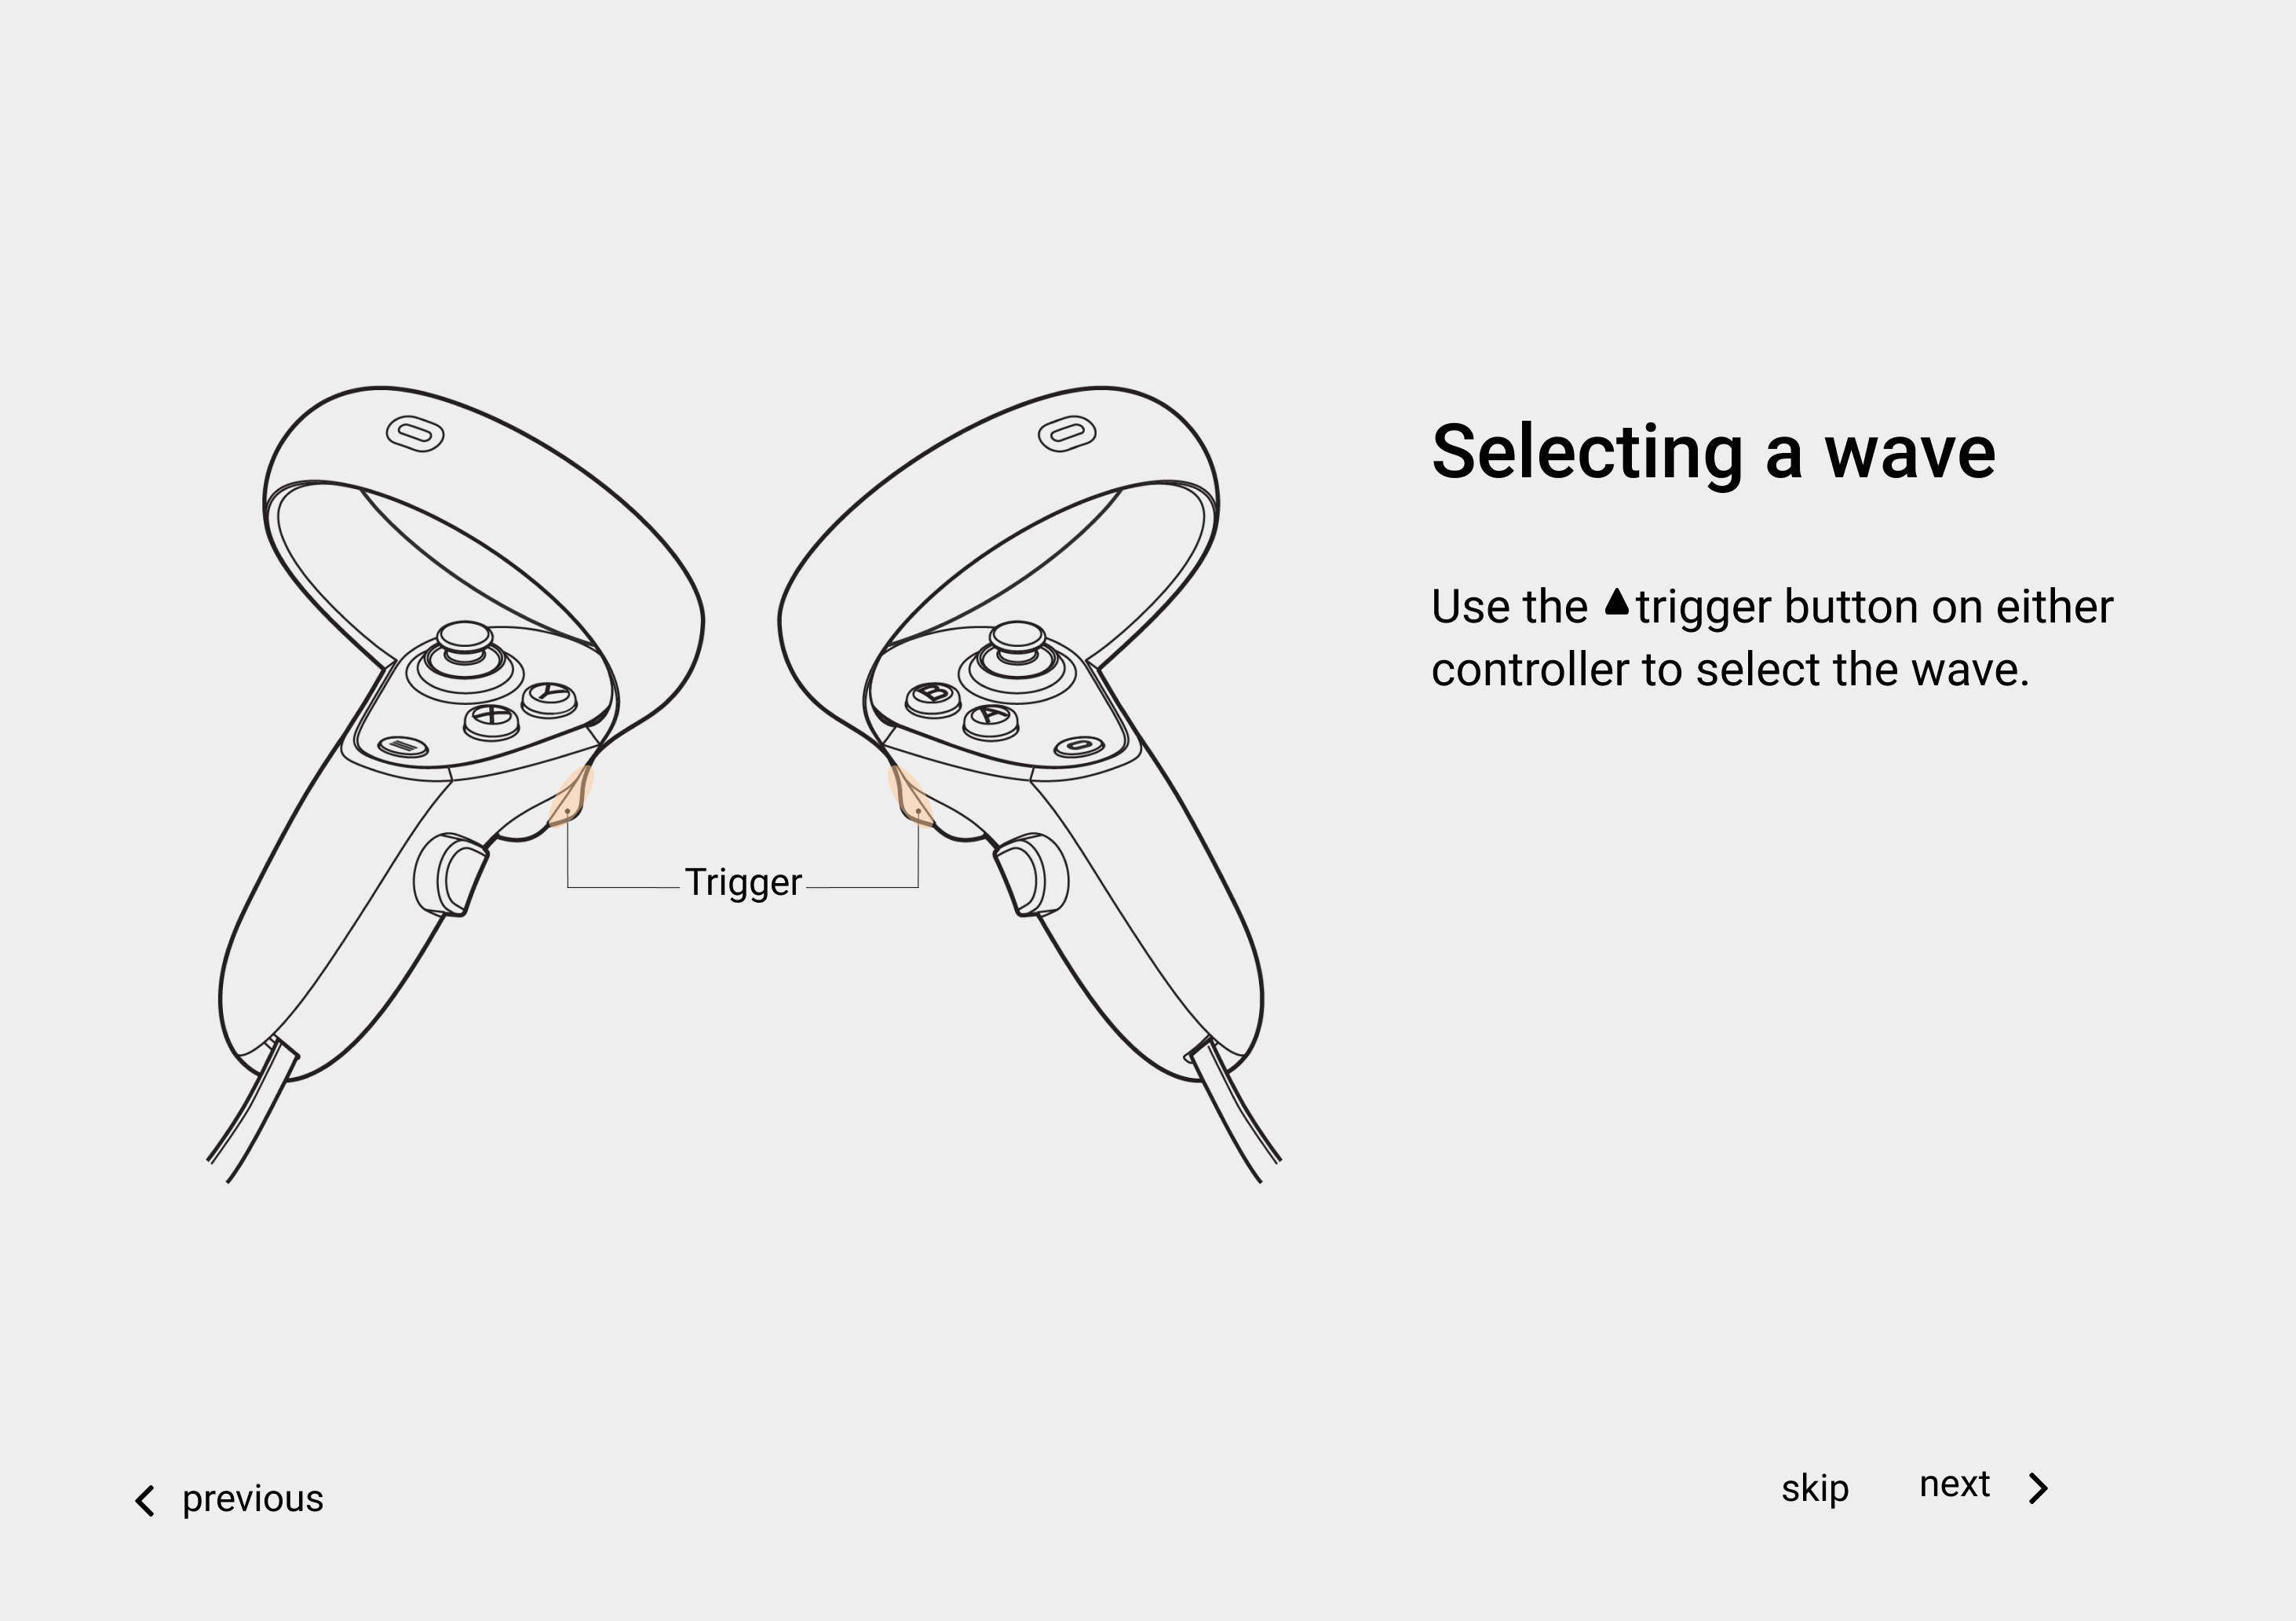 Selecting a wave
Use the ▲trigger button on either
controller to select the wave.
Y
X
B
A
Trigger
previous
skip
next